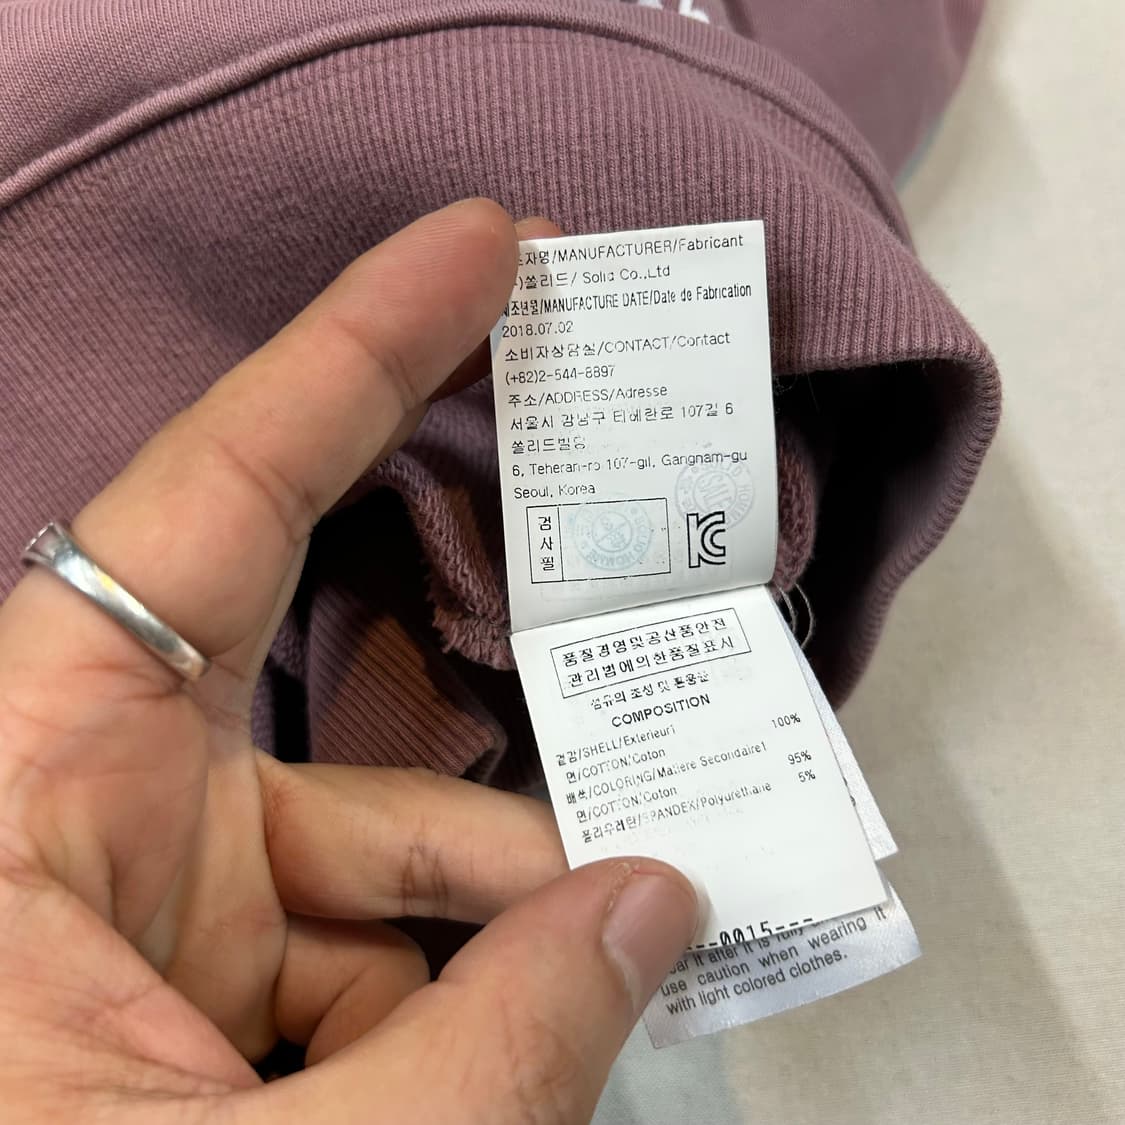 조자명/MANUFACTURER/Fabricant
)쏠리드/ Solid Co.,Ltd
제조년월/MANUFACTURE DATE/Date de Fabrication
2018.07.02
소비자상담실/CONTACT/Contact
(+82)2-544-8897
주소/ADDRESS/Adresse
서울시 강남구 테헤란로 107길 6
쏠리드빌딩
6, Teheran-ro 107-gil, Gangnam-gu
Seoul, Korea
검
사
필
품질경영및공산품안전
관리법에의한품질표시
섬유의 조성 및 혼용율
COMPOSITION
겉감/SHELL/Exterieur1
면/COTTON/Coton 100%
배색/COLORING/Matiere Secondaire1
면/COTTON/Coton 95%
폴리우레탄/SPANDEX/Polyurethane 5%
---0015---
it after it is fully
use caution when wearing it
with light colored clothes.